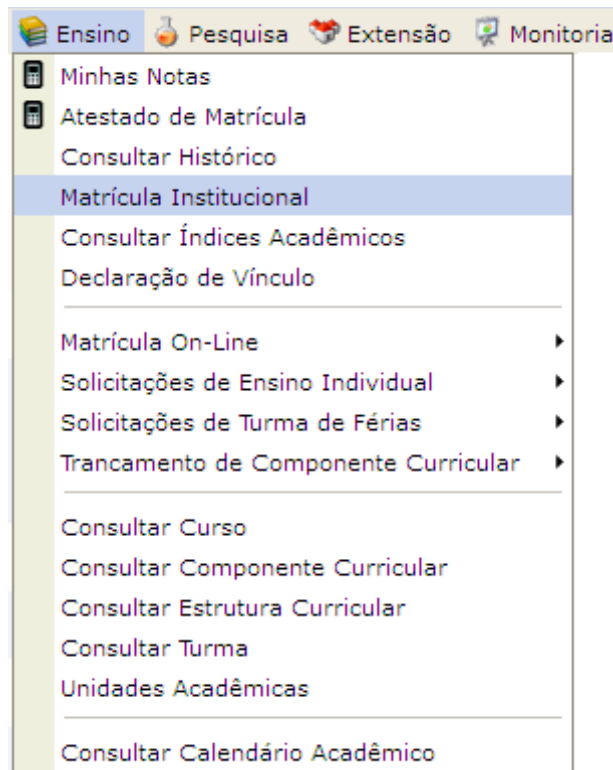 Ensino Pesquisa Extensão Monitoria
Minhas Notas
Atestado de Matrícula
Consultar Histórico
Matrícula Institucional
Consultar Índices Acadêmicos
Declaração de Vínculo
Matrícula On-Line
Solicitações de Ensino Individual
Solicitações de Turma de Férias
Trancamento de Componente Curricular
Consultar Curso
Consultar Componente Curricular
Consultar Estrutura Curricular
Consultar Turma
Unidades Acadêmicas
Consultar Calendário Acadêmico